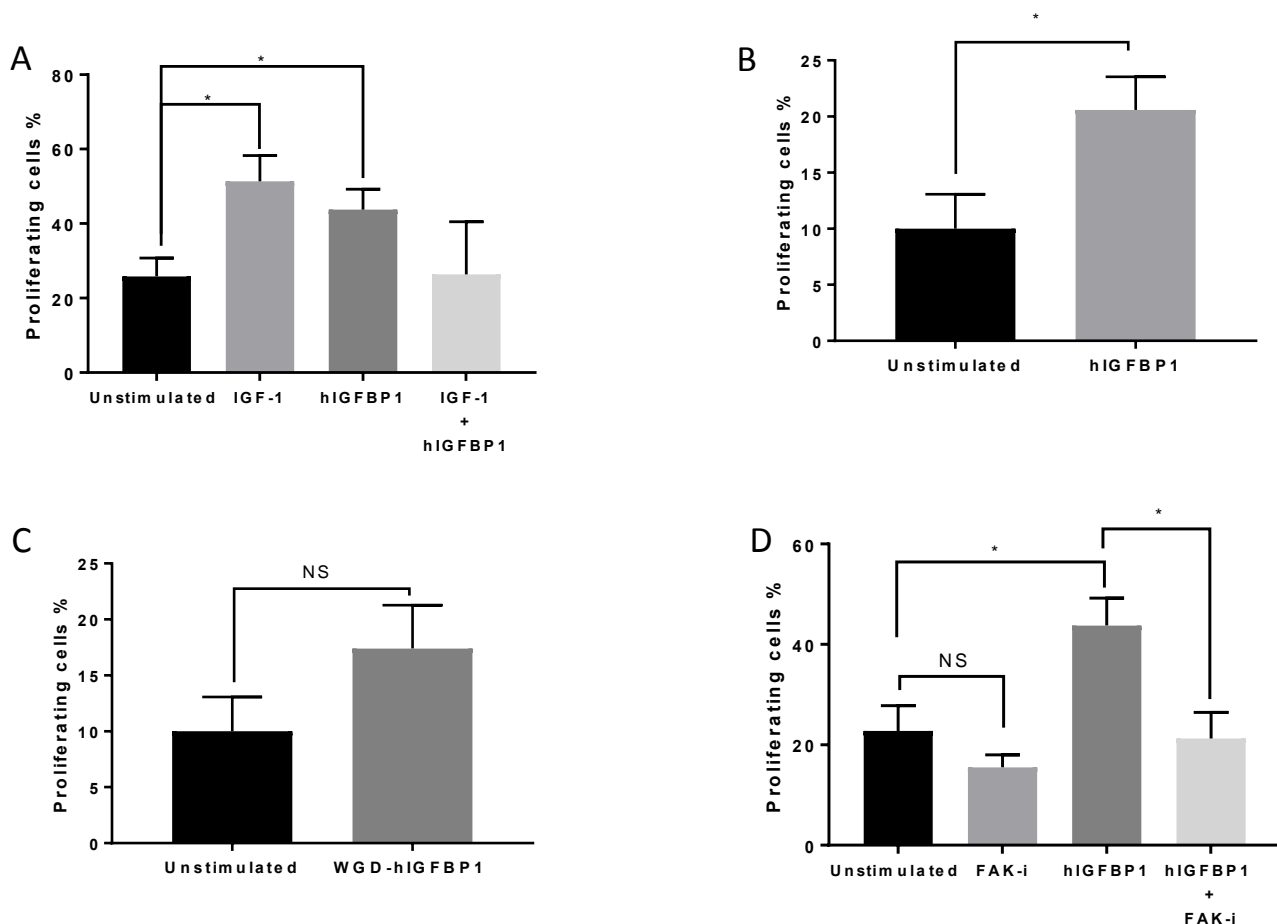 A
Proliferating cells %
80
60
40
20
0
*
*
Unstimulated IGF-1 hIGFBP1 IGF-1
+
hIGFBP1
B
Proliferating cells %
25
20
15
10
5
0
*
Unstimulated hIGFBP1
C
Proliferating cells %
25
20
15
10
5
0
NS
Unstimulated WGD-hIGFBP1
D
Proliferating cells %
60
40
20
0
*
*
NS
Unstimulated FAK-i hIGFBP1 hIGFBP1
+
FAK-i